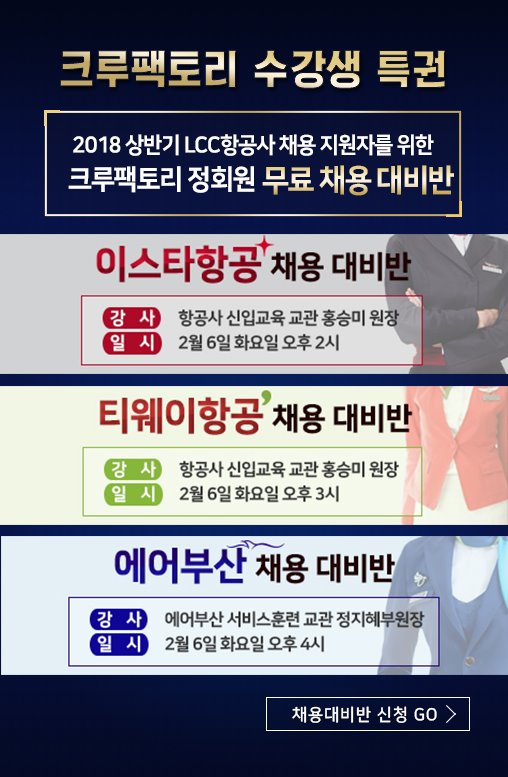 크루팩토리 수강생 특권
2018 상반기 LCC항공사 채용 지원자를 위한
크루팩토리 정회원 무료 채용 대비반
이스타항공 채용 대비반
강 사 항공사 신입교육 교관 홍승미 원장
일 시 2월 6일 화요일 오후 2시
티웨이항공 채용 대비반
강 사 항공사 신입교육 교관 홍승미 원장
일 시 2월 6일 화요일 오후 3시
에어부산 채용 대비반
강 사 에어부산 서비스훈련 교관 정지혜부원장
일 시 2월 6일 화요일 오후 4시
채용대비반 신청 GO